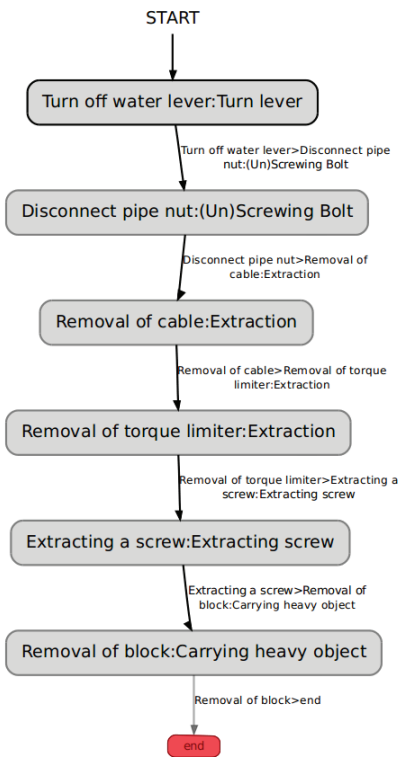 START
Turn off water lever:Turn lever
Turn off water lever>Disconnect pipe
nut:(Un)Screwing Bolt
Disconnect pipe nut:(Un)Screwing Bolt
Disconnect pipe nut>Removal of
cable:Extraction
Removal of cable:Extraction
Removal of cable>Removal of torque
limiter:Extraction
Removal of torque limiter:Extraction
Removal of torque limiter>Extracting a
screw:Extracting screw
Extracting a screw:Extracting screw
Extracting a screw>Removal of
block:Carrying heavy object
Removal of block:Carrying heavy object
Removal of block>end
end